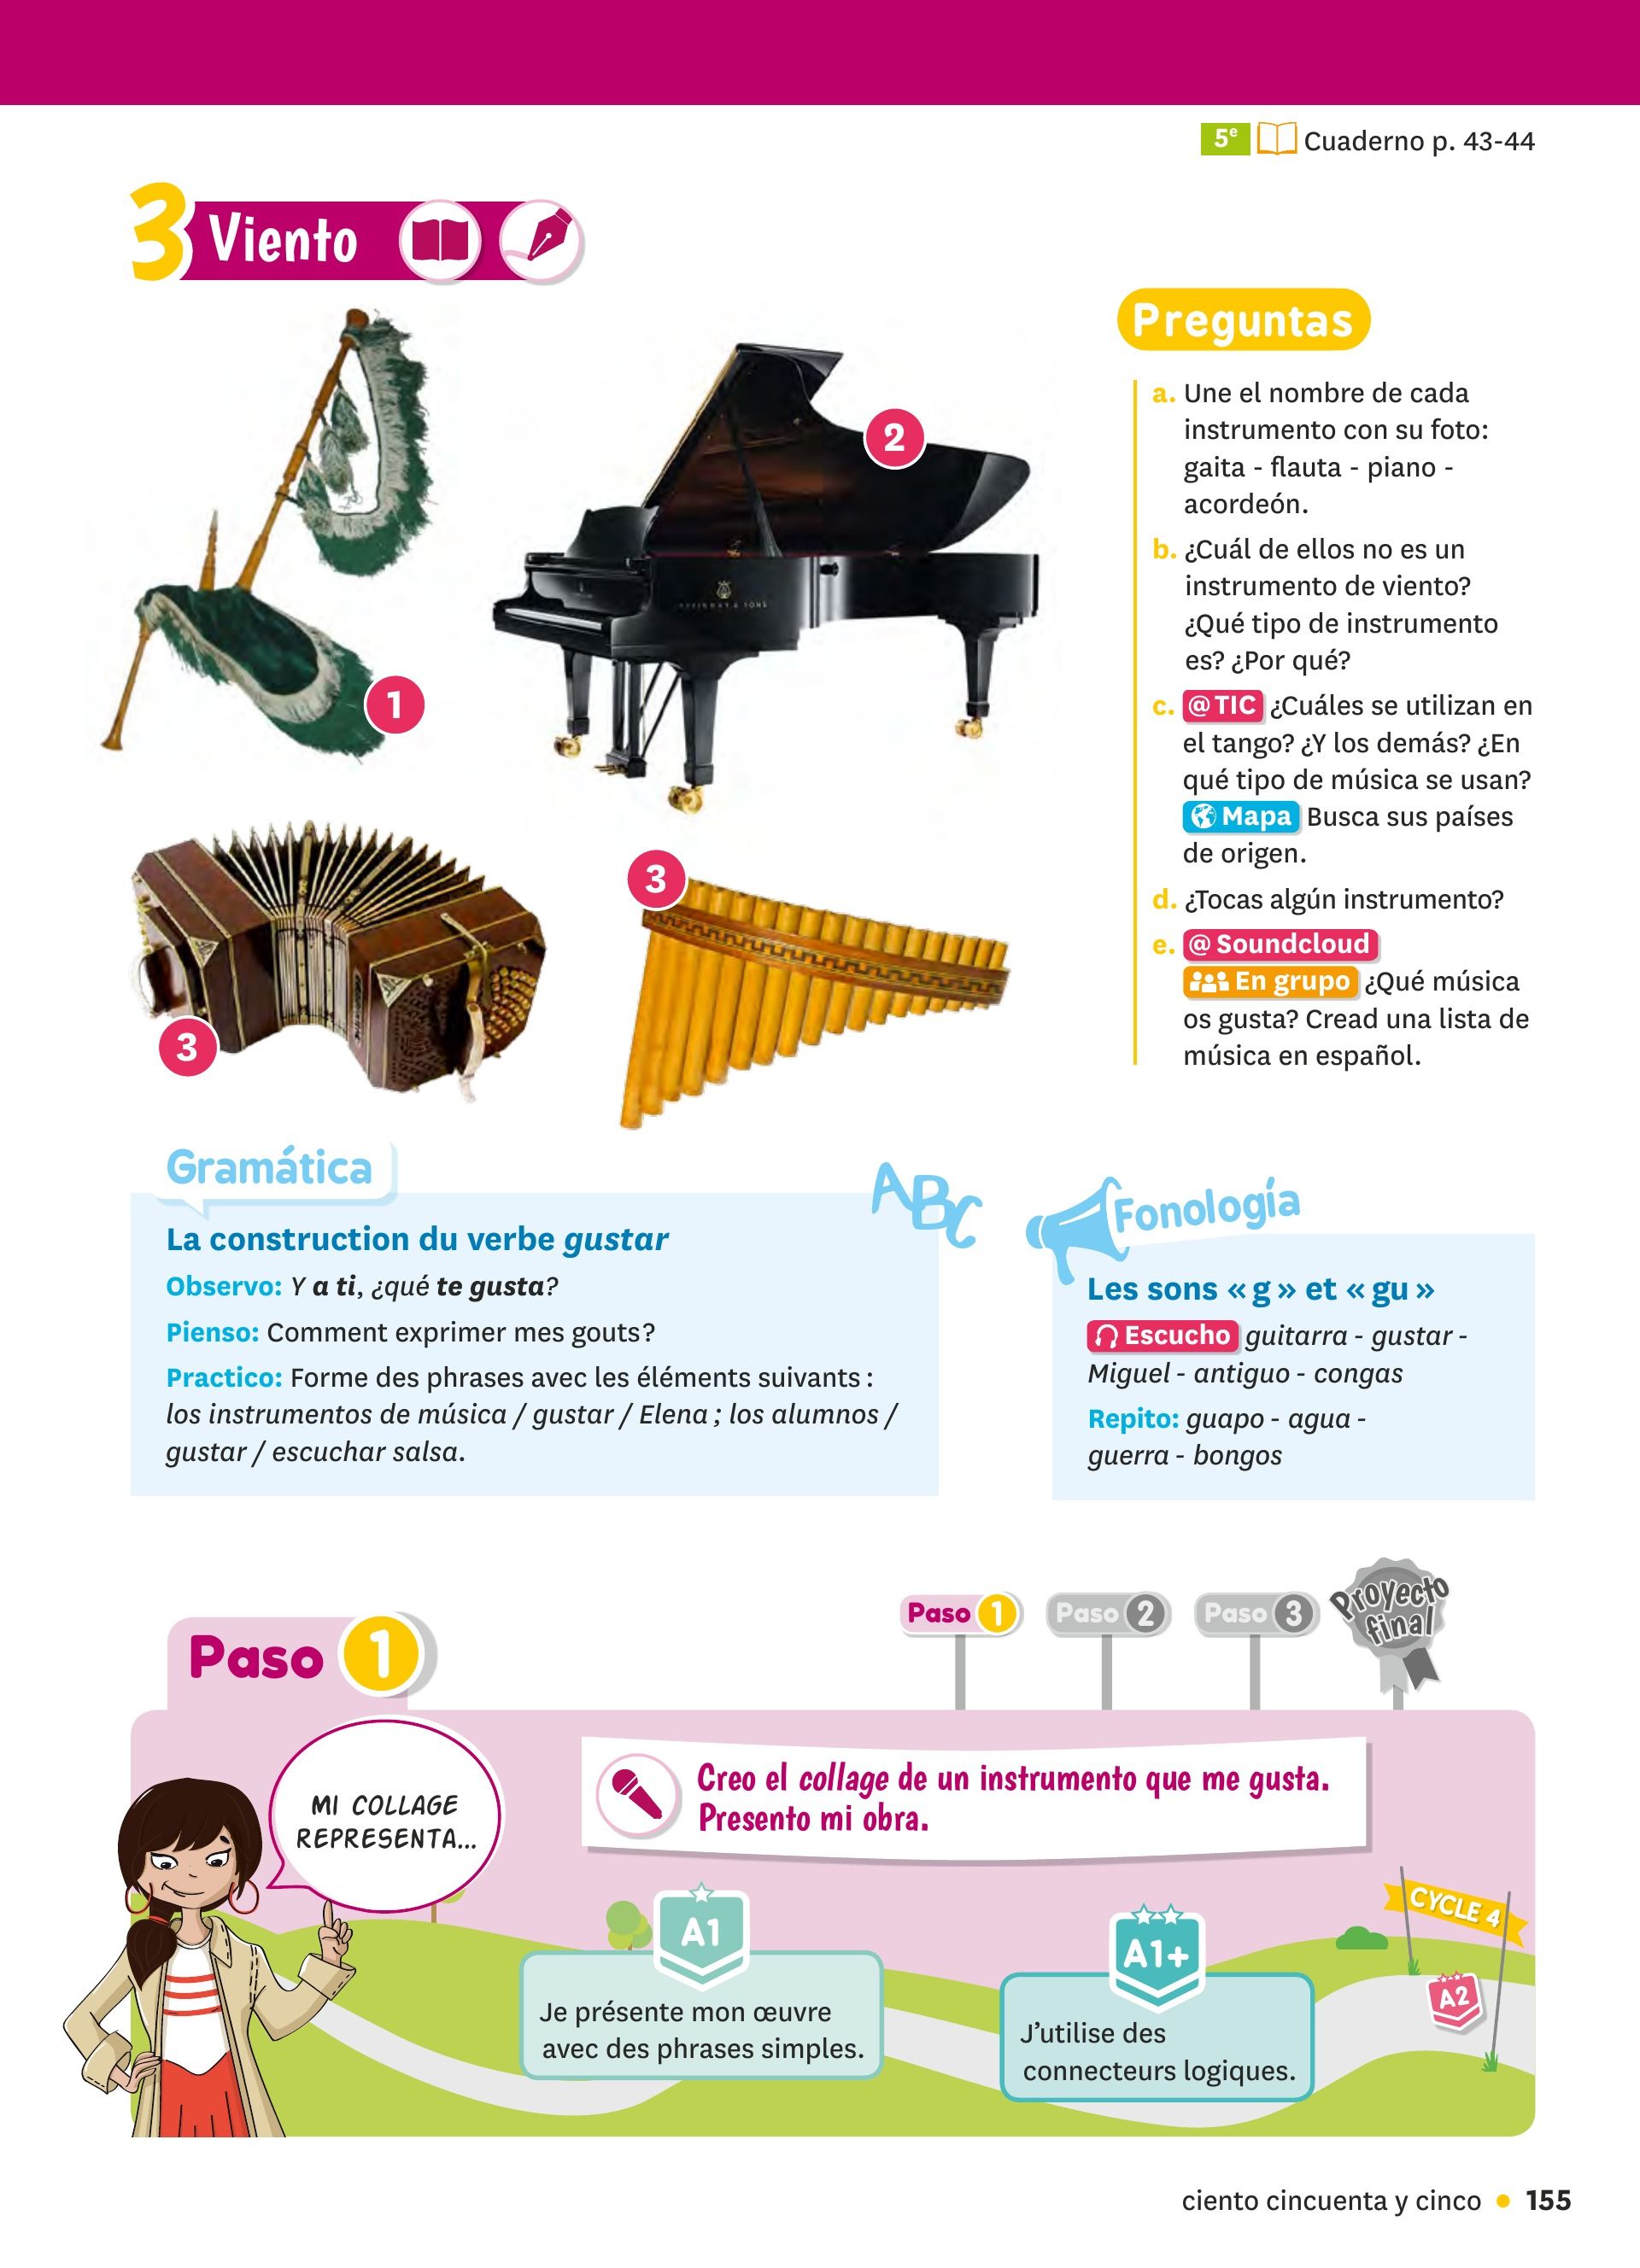 5e Cuaderno p. 43-44
3 Viento
1
2
3
3
STEINWAY & SONS
Preguntas
a. Une el nombre de cada
instrumento con su foto:
gaita - flauta - piano -
acordeón.
b. ¿Cuál de ellos no es un
instrumento de viento?
¿Qué tipo de instrumento
es? ¿Por qué?
c. @ TIC ¿Cuáles se utilizan en
el tango? ¿Y los demás? ¿En
qué tipo de música se usan?
Mapa Busca sus países
de origen.
d. ¿Tocas algún instrumento?
e. @ Soundcloud
En grupo ¿Qué música
os gusta? Cread una lista de
música en español.
Gramática
ABC
La construction du verbe gustar
Observo: Y a ti, ¿qué te gusta?
Pienso: Comment exprimer mes gouts?
Practico: Forme des phrases avec les éléments suivants :
los instrumentos de música / gustar / Elena ; los alumnos /
gustar / escuchar salsa.
Fonología
Les sons « g » et « gu »
Escucho guitarra - gustar -
Miguel - antiguo - congas
Repito: guapo - agua -
guerra - bongos
Paso 1
Paso 1
Paso 2
Paso 3
Proyecto
final
MI COLLAGE
REPRESENTA...
Creo el collage de un instrumento que me gusta.
Presento mi obra.
A1
Je présente mon œuvre
avec des phrases simples.
A1+
J'utilise des
connecteurs logiques.
CYCLE 4
A2
ciento cincuenta y cinco • 155